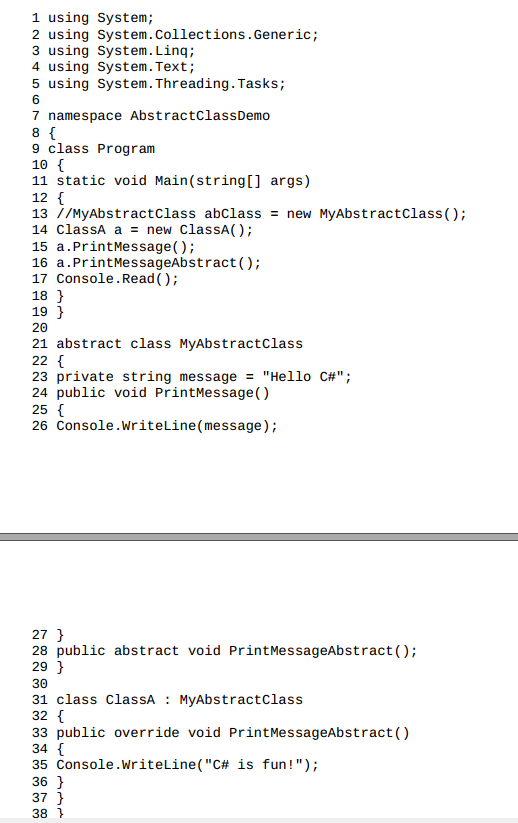 1 using System;
2 using System.Collections.Generic;
3 using System.Linq;
4 using System.Text;
5 using System.Threading.Tasks;
6
7 namespace AbstractClassDemo
8 {
9 class Program
10 {
11 static void Main(string[] args)
12 {
13 //MyAbstractClass abClass = new MyAbstractClass();
14 ClassA a = new ClassA();
15 a.PrintMessage();
16 a.PrintMessageAbstract();
17 Console.Read();
18 }
19 }
20
21 abstract class MyAbstractClass
22 {
23 private string message = "Hello C#";
24 public void PrintMessage()
25 {
26 Console.WriteLine(message);
27 }
28 public abstract void PrintMessageAbstract();
29 }
30
31 class ClassA : MyAbstractClass
32 {
33 public override void PrintMessageAbstract()
34 {
35 Console.WriteLine("C# is fun!");
36 }
37 }
38 }